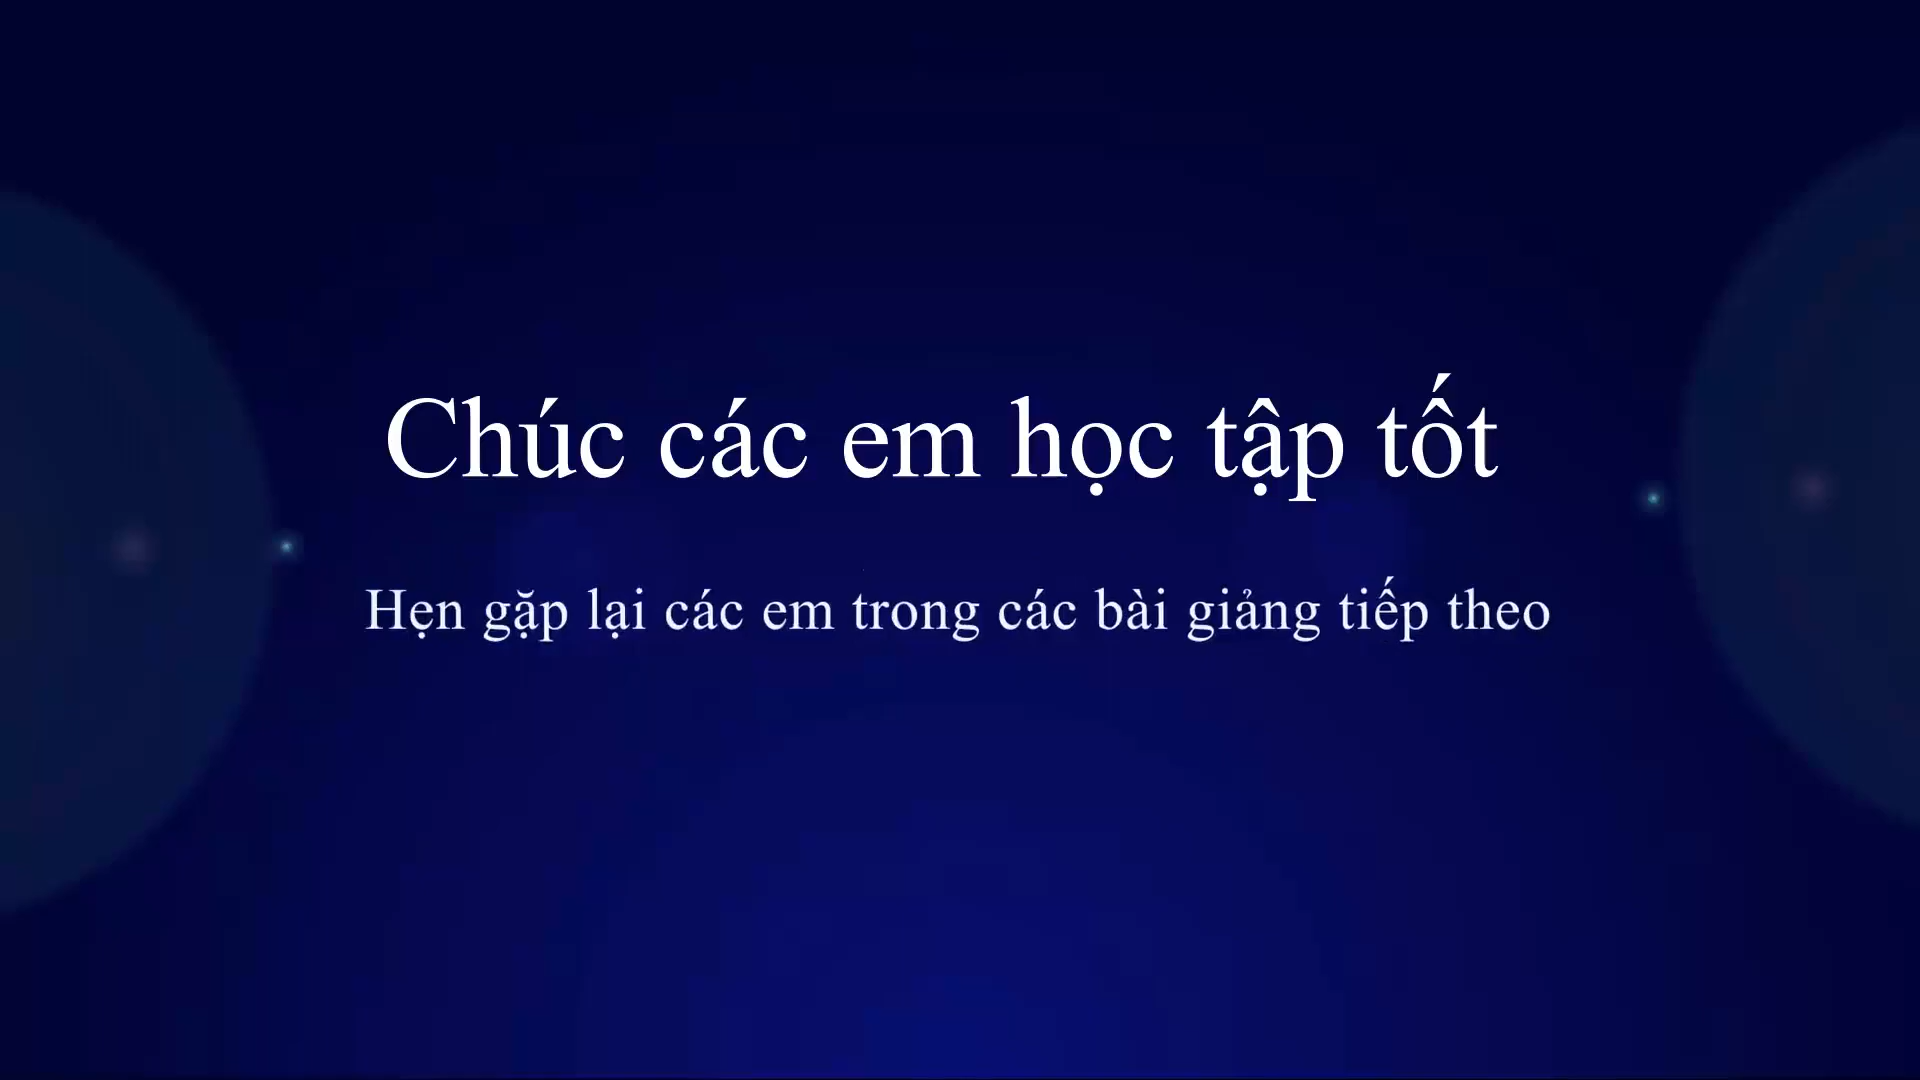 Chúc các em học tập tốt
Hẹn gặp lại các em trong các bài giảng tiếp theo